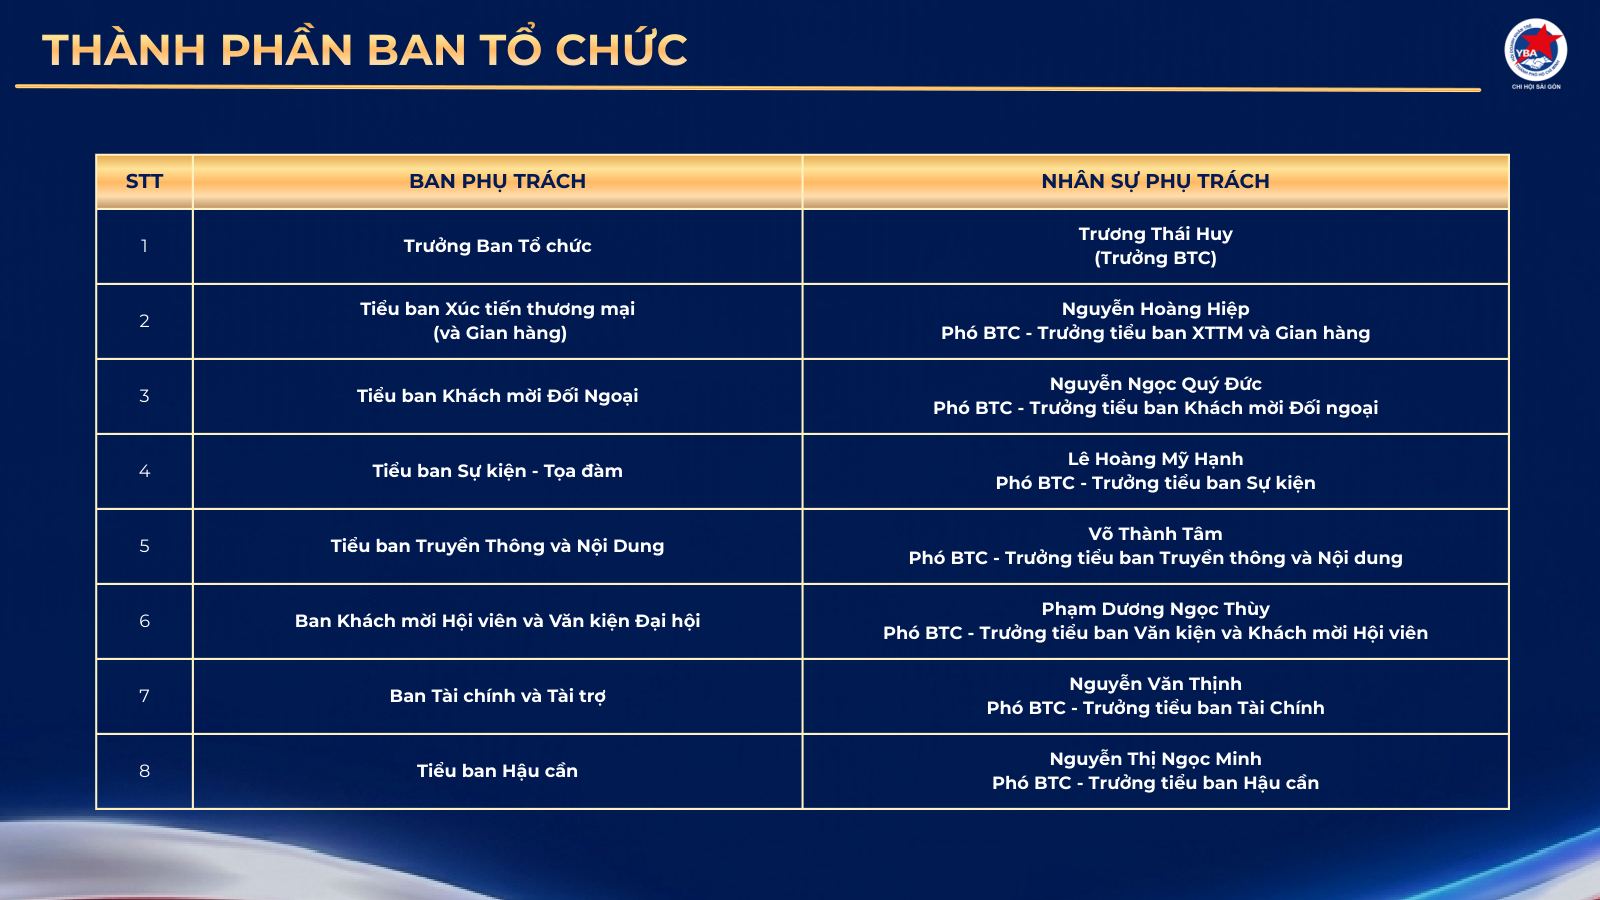 THÀNH PHẦN BAN TỔ CHỨC
YBA
CHI HỘI SÀI GÒN
STT
BAN PHỤ TRÁCH
NHÂN SỰ PHỤ TRÁCH
1
Trưởng Ban Tổ chức
Trương Thái Huy
(Trưởng BTC)
2
Tiểu ban Xúc tiến thương mại
(và Gian hàng)
Nguyễn Hoàng Hiệp
Phó BTC - Trưởng tiểu ban XTTM và Gian hàng
3
Tiểu ban Khách mời Đối Ngoại
Nguyễn Ngọc Quý Đức
Phó BTC - Trưởng tiểu ban Khách mời Đối ngoại
4
Tiểu ban Sự kiện - Tọa đàm
Lê Hoàng Mỹ Hạnh
Phó BTC - Trưởng tiểu ban Sự kiện
5
Tiểu ban Truyền Thông và Nội Dung
Võ Thành Tâm
Phó BTC - Trưởng tiểu ban Truyền thông và Nội dung
6
Ban Khách mời Hội viên và Văn kiện Đại hội
Phạm Dương Ngọc Thùy
Phó BTC - Trưởng tiểu ban Văn kiện và Khách mời Hội viên
7
Ban Tài chính và Tài trợ
Nguyễn Văn Thịnh
Phó BTC - Trưởng tiểu ban Tài Chính
8
Tiểu ban Hậu cần
Nguyễn Thị Ngọc Minh
Phó BTC - Trưởng tiểu ban Hậu cần